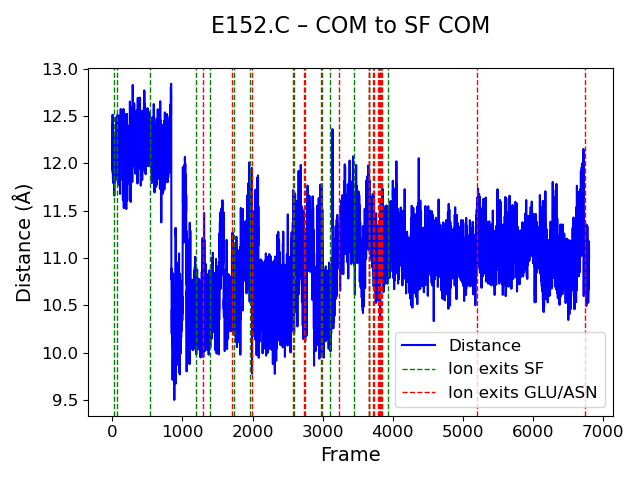 E152.C – COM to SF COM
Distance (Å)
13.0
12.5
12.0
11.5
11.0
10.5
10.0
9.5
Distance
Ion exits SF
Ion exits GLU/ASN
0 1000 2000 3000 4000 5000 6000 7000
Frame